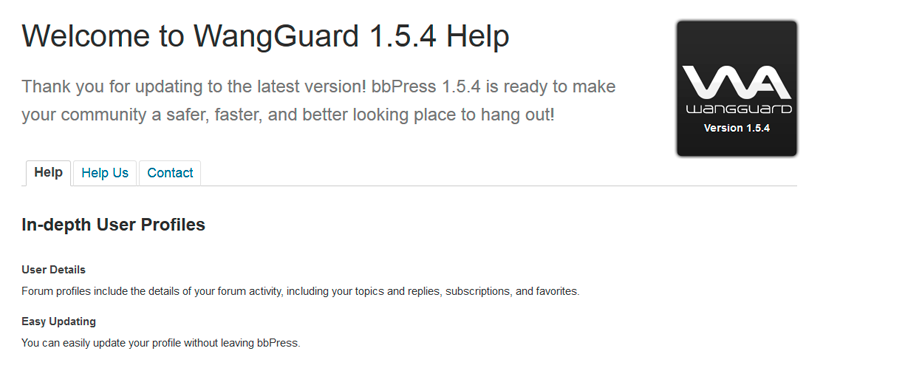 Welcome to WangGuard 1.5.4 Help
Thank you for updating to the latest version! bbPress 1.5.4 is ready to make
your community a safer, faster, and better looking place to hang out!
WA
WANGGUARD
Version 1.5.4
Help
Help Us
Contact
In-depth User Profiles
User Details
Forum profiles include the details of your forum activity, including your topics and replies, subscriptions, and favorites.
Easy Updating
You can easily update your profile without leaving bbPress.